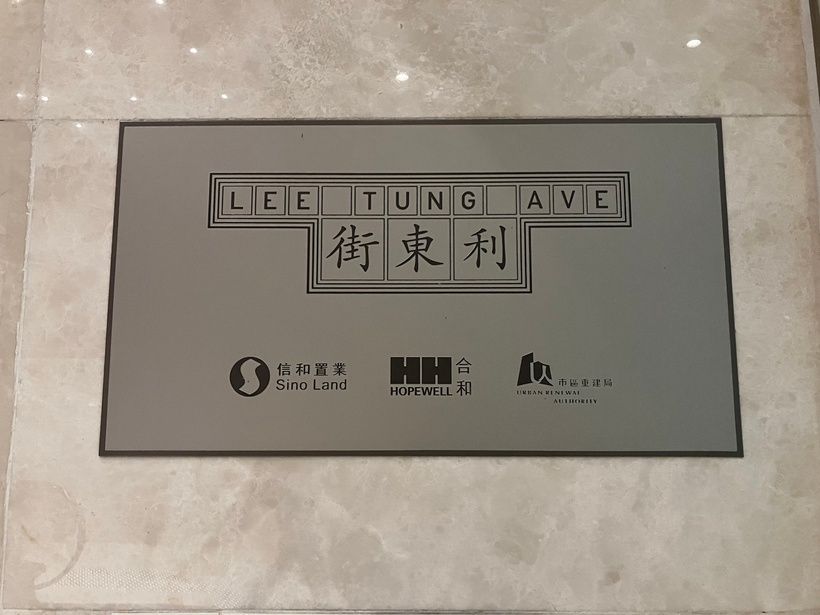 LEE TUNG AVE
利東街
信和置業
Sino Land
HH
HOPEWELL
合和
市區重建局
URBAN RENEWAL
AUTHORITY